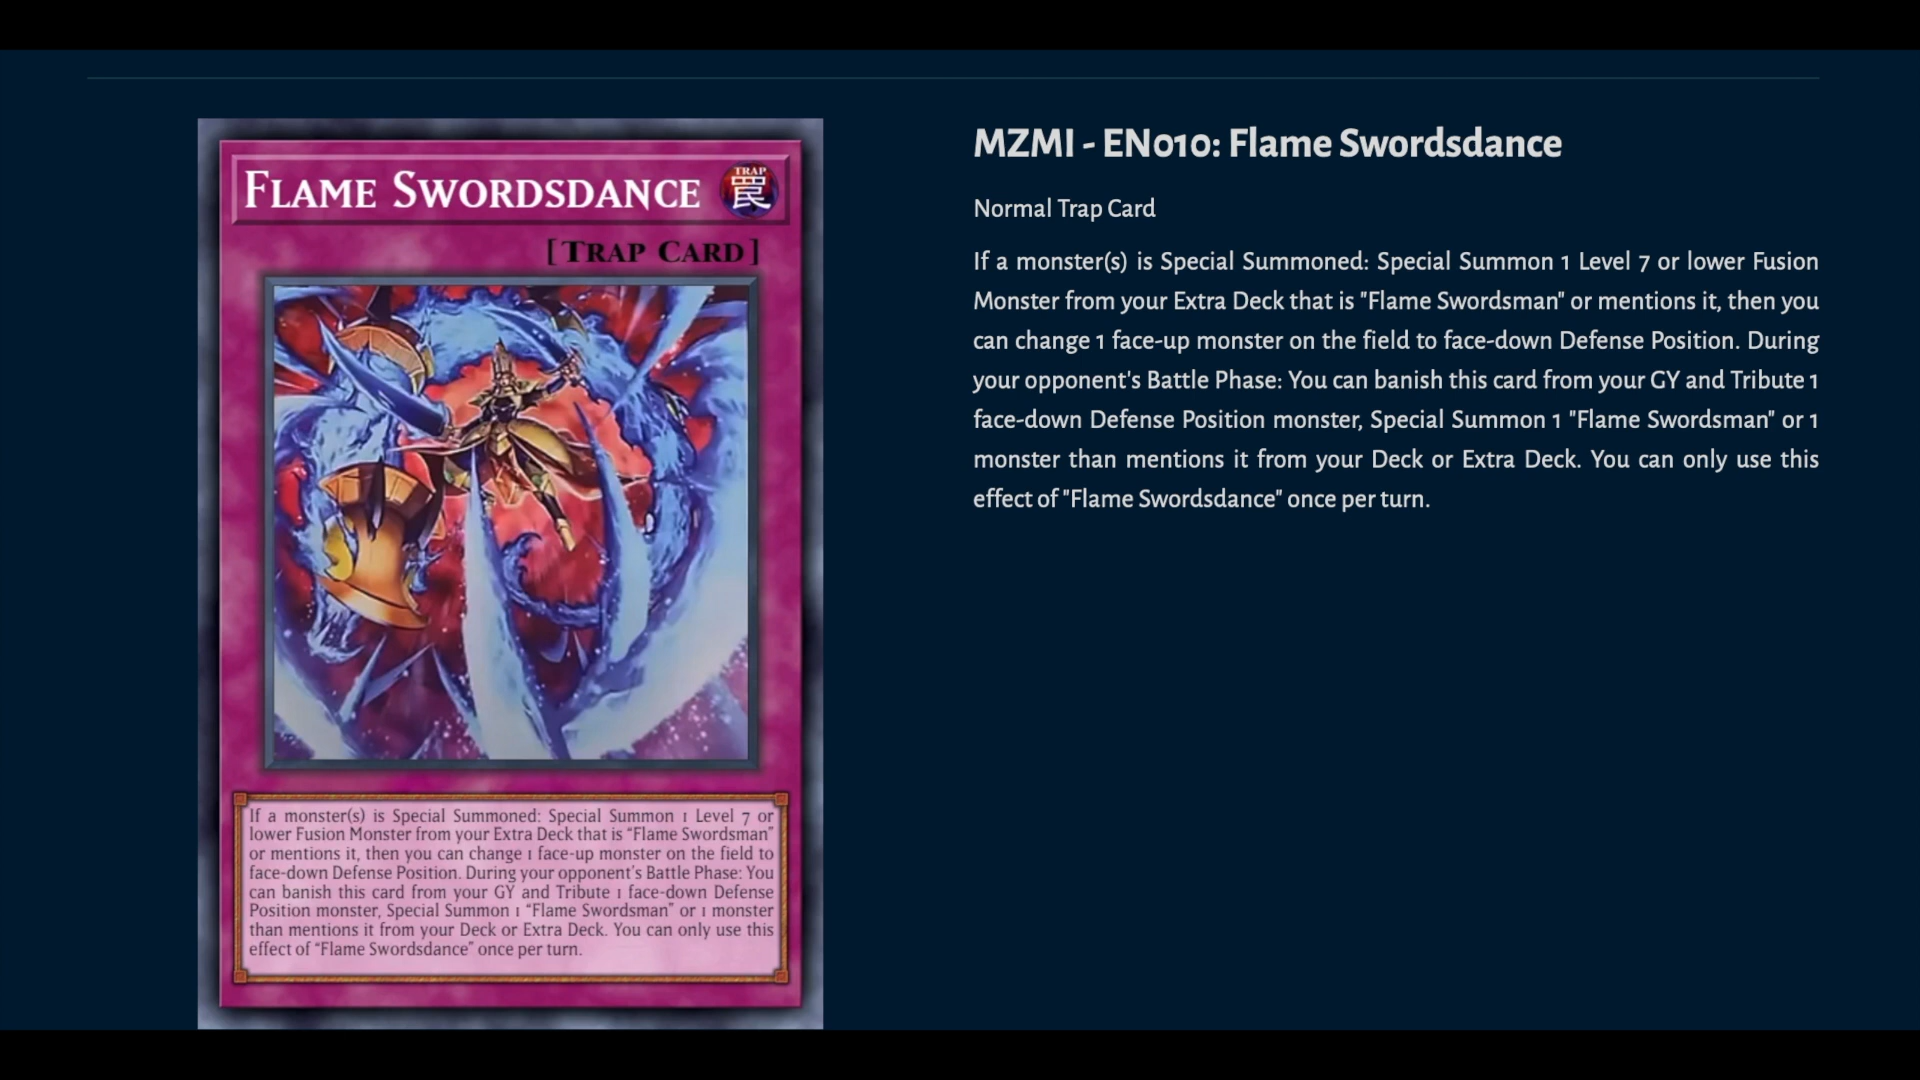 FLAME SWORDSDANCE
TRAP
罠
[TRAP CARD]
If a monster(s) is Special Summoned: Special Summon 1 Level 7 or
lower Fusion Monster from your Extra Deck that is “Flame Swordsman”
or mentions it, then you can change 1 face-up monster on the field to
face-down Defense Position. During your opponent's Battle Phase: You
can banish this card from your GY and Tribute 1 face-down Defense
Position monster, Special Summon 1 “Flame Swordsman” or 1 monster
than mentions it from your Deck or Extra Deck. You can only use this
effect of “Flame Swordsdance” once per turn.
MZMI - EN010: Flame Swordsdance
Normal Trap Card
If a monster(s) is Special Summoned: Special Summon 1 Level 7 or lower Fusion
Monster from your Extra Deck that is "Flame Swordsman" or mentions it, then you
can change 1 face-up monster on the field to face-down Defense Position. During
your opponent's Battle Phase: You can banish this card from your GY and Tribute 1
face-down Defense Position monster, Special Summon 1 "Flame Swordsman" or 1
monster than mentions it from your Deck or Extra Deck. You can only use this
effect of "Flame Swordsdance" once per turn.